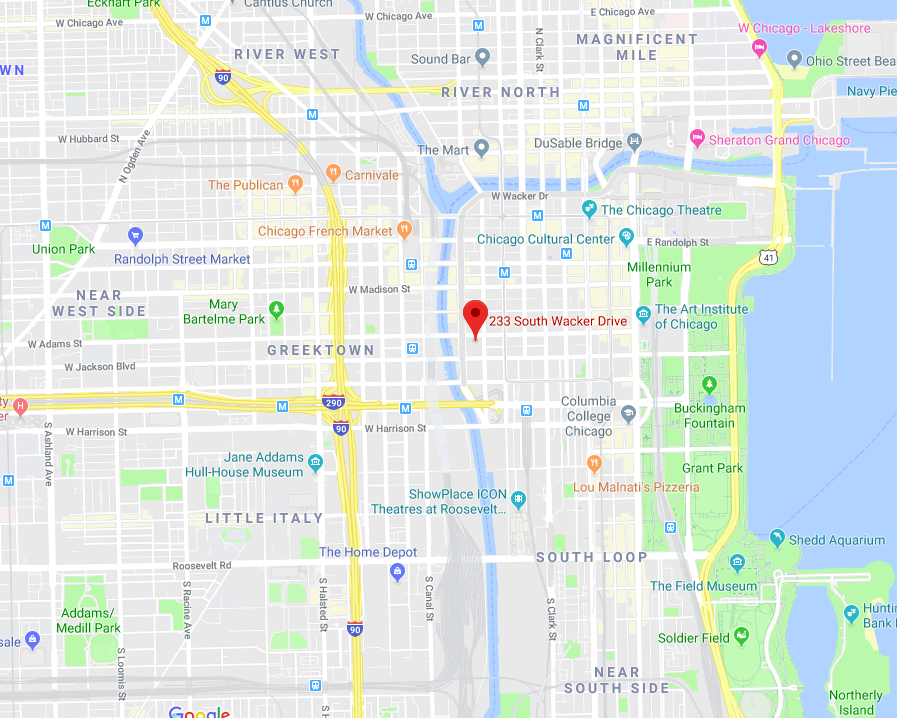 Eckhart Park
Cantius Church
W Chicago Ave
W Chicago Ave
E Chicago Ave
W Chicago - Lakeshore
RIVER WEST
N Clark St
MAGNIFICENT
MILE
Sound Bar
Ohio Street Bea
OWN
90
RIVER NORTH
Navy Pie
W Hubbard St
N Ogden Ave
The Mart
DuSable Bridge
Sheraton Grand Chicago
Carnivale
The Publican
W Wacker Dr
The Chicago Theatre
Chicago French Market
Chicago Cultural Center
E Randolph St
Union Park
Randolph Street Market
41
Millennium
Park
NEAR
WEST SIDE
W Madison St
Mary
Bartelme Park
The Art Institute
of Chicago
233 South Wacker Drive
W Adams St
GREEKTOWN
W Jackson Blvd
290
Columbia
College
Chicago
Buckingham
Fountain
ty
er
H
W Harrison St
90
W Harrison St
S Ashland Ave
Jane Addams
Hull-House Museum
Grant Park
Lou Malnati's Pizzeria
ShowPlace ICON
Theatres at Roosevelt...
LITTLE ITALY
Shedd Aquarium
The Home Depot
SOUTH LOOP
Roosevelt Rd
The Field Museum
S Racine Ave
S Halsted St
S Canal St
S Clark St
Addams/
Medill Park
Hunting
Bank
90
sale
Soldier Field
S Loomis St
NEAR
SOUTH SIDE
Northerly
Island
S H
Google